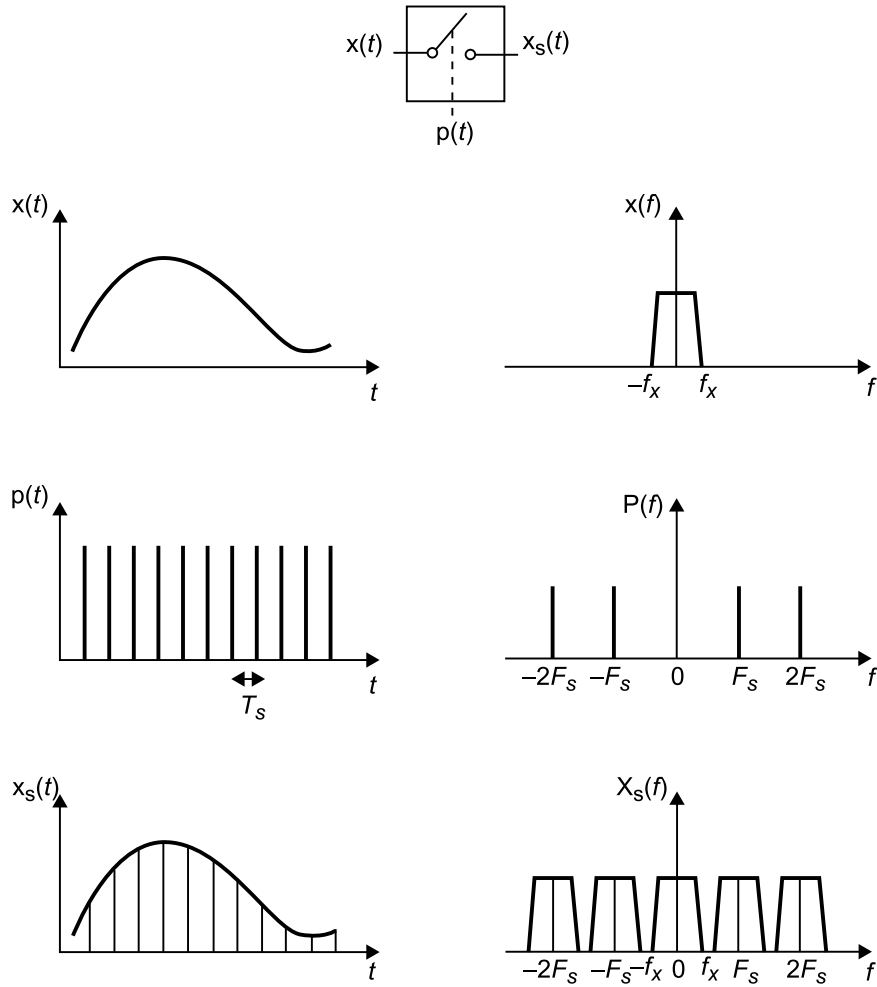 x(t) xₛ(t)
p(t)
x(t) x(f)
t –fₓ fₓ f
p(t) P(f)
t –2Fₛ –Fₛ 0 Fₛ 2Fₛ f
Tₛ
xₛ(t) Xₛ(f)
t –2Fₛ –Fₛ –fₓ 0 fₓ Fₛ 2Fₛ f